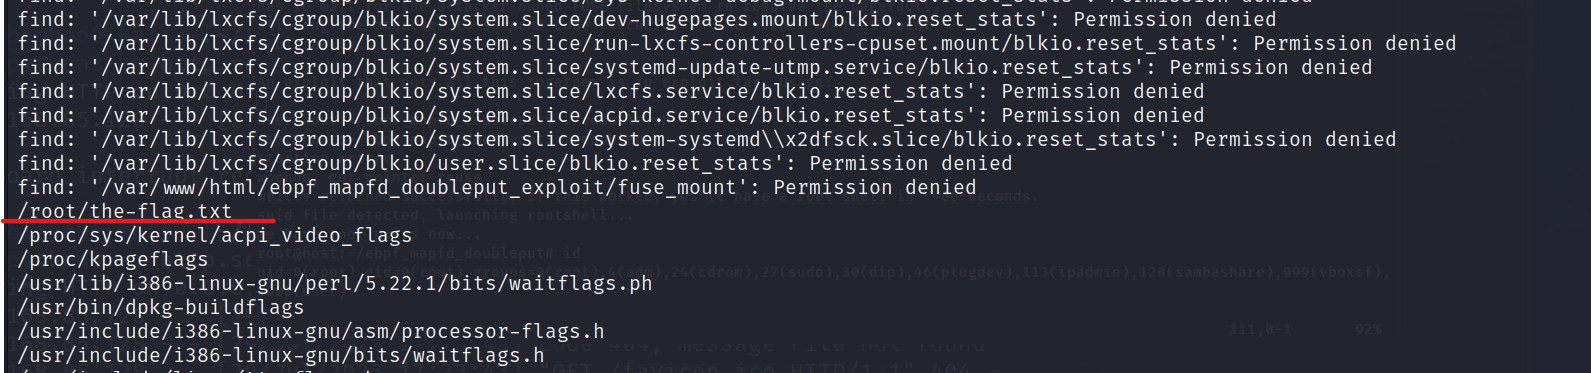 find: '/var/lib/lxcfs/cgroup/blkio/system.slice/dev-hugepages.mount/blkio.reset_stats': Permission denied
find: '/var/lib/lxcfs/cgroup/blkio/system.slice/run-lxcfs-controllers-cpuset.mount/blkio.reset_stats': Permission denied
find: '/var/lib/lxcfs/cgroup/blkio/system.slice/systemd-update-utmp.service/blkio.reset_stats': Permission denied
find: '/var/lib/lxcfs/cgroup/blkio/system.slice/lxcfs.service/blkio.reset_stats': Permission denied
find: '/var/lib/lxcfs/cgroup/blkio/system.slice/acpid.service/blkio.reset_stats': Permission denied
find: '/var/lib/lxcfs/cgroup/blkio/system.slice/system-systemd\\x2dfsck.slice/blkio.reset_stats': Permission denied
find: '/var/lib/lxcfs/cgroup/blkio/user.slice/blkio.reset_stats': Permission denied
find: '/var/www/html/ebpf_mapfd_doubleput_exploit/fuse_mount': Permission denied
/root/the-flag.txt
/proc/sys/kernel/acpi_video_flags
/proc/kpageflags
/usr/lib/i386-linux-gnu/perl/5.22.1/bits/waitflags.ph
/usr/bin/dpkg-buildflags
/usr/include/i386-linux-gnu/asm/processor-flags.h
111,0-1 92%
/usr/include/i386-linux-gnu/bits/waitflags.h